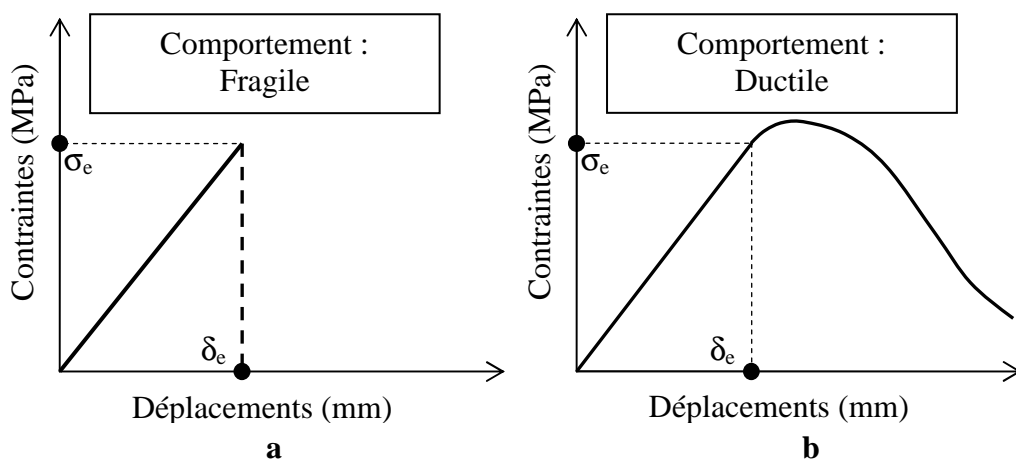 Comportement :
Fragile
Contraintes (MPa)
σe
δe
Déplacements (mm)
a
Comportement :
Ductile
Contraintes (MPa)
σe
δe
Déplacements (mm)
b